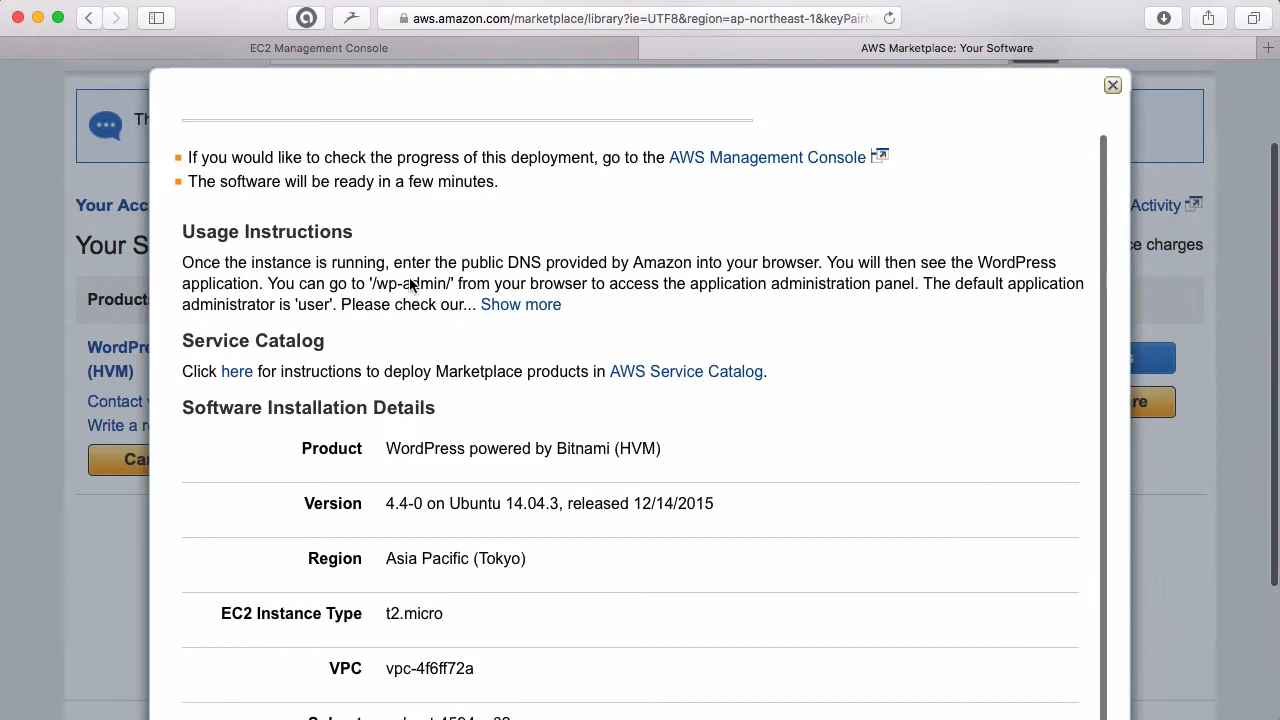 aws.amazon.com/marketplace/library?ie=UTF8&region=ap-northeast-1&keyPair
EC2 Management Console
AWS Marketplace: Your Software
If you would like to check the progress of this deployment, go to the AWS Management Console
The software will be ready in a few minutes.
Your Acc
Activity
Usage Instructions
Your S
ce charges
Once the instance is running, enter the public DNS provided by Amazon into your browser. You will then see the WordPress
application. You can go to '/wp-admin/' from your browser to access the application administration panel. The default application
administrator is 'user'. Please check our... Show more
Product
Service Catalog
WordPre
(HVM)
Click here for instructions to deploy Marketplace products in AWS Service Catalog.
Contact
Write a r
Software Installation Details
re
Product WordPress powered by Bitnami (HVM)
Ca
Version 4.4-0 on Ubuntu 14.04.3, released 12/14/2015
Region Asia Pacific (Tokyo)
EC2 Instance Type t2.micro
VPC vpc-4f6ff72a